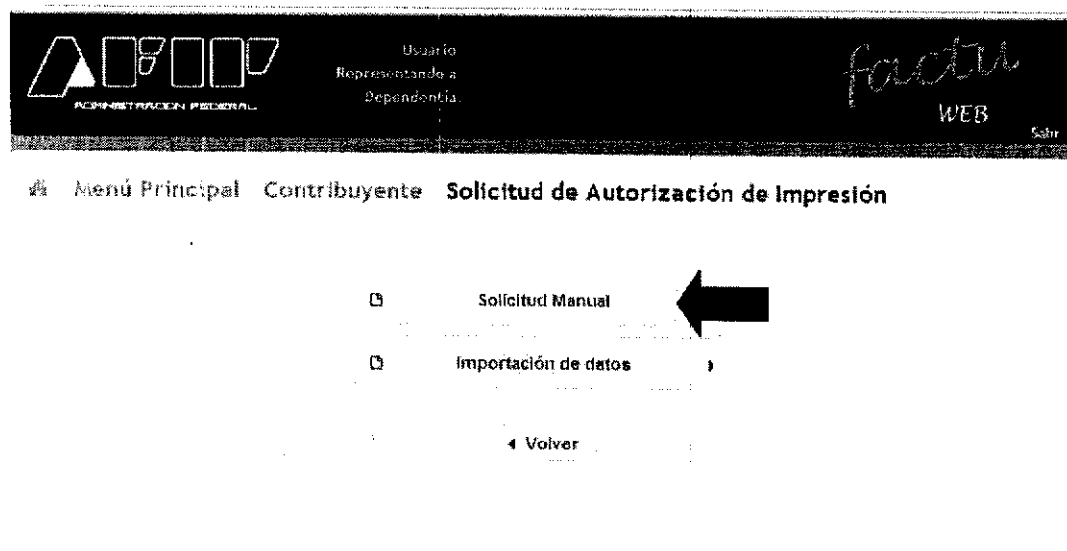 AFIP
ADMINISTRACION FEDERAL
Usuario
Representando a
Dependencia:
factu
WEB
Salir
Menú Principal Contribuyente Solicitud de Autorización de Impresión
Solicitud Manual
Importación de datos
Volver